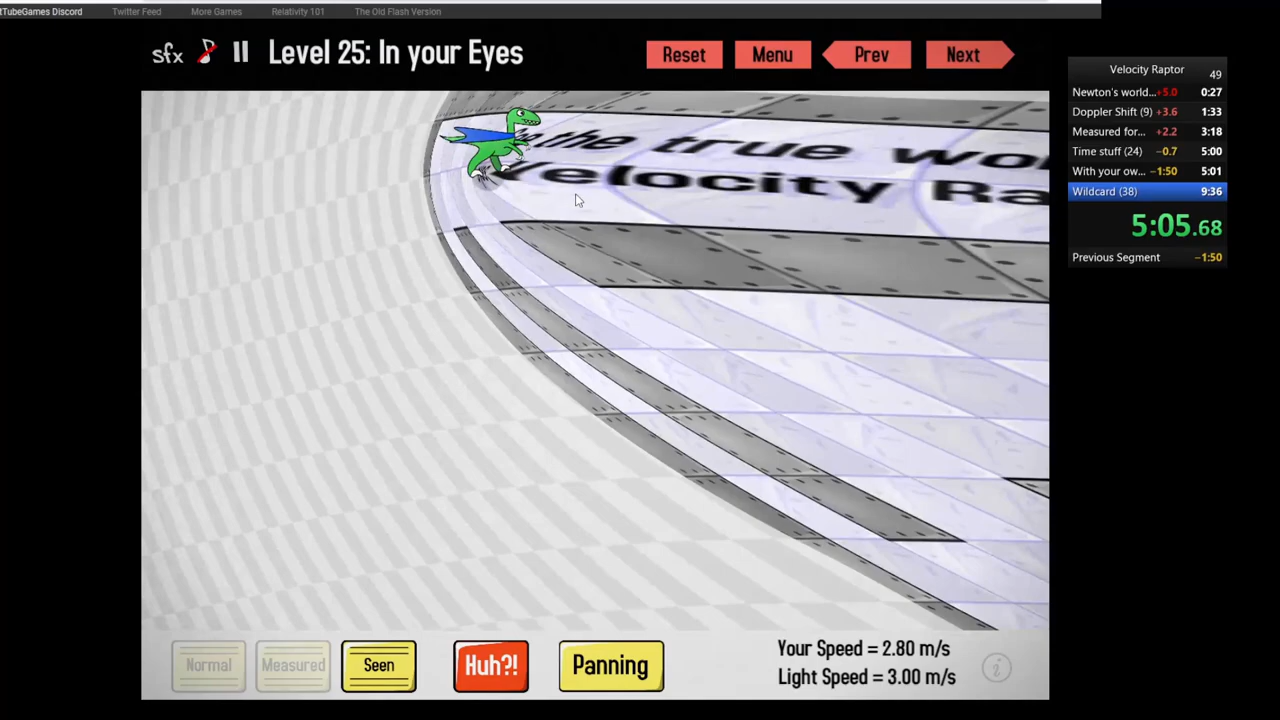 tTubeGames Discord Twitter Feed More Games Relativity 101 The Old Flash Version
sfx Level 25: In your Eyes Reset Menu Prev Next
the true wo
Velocity Ra
Normal Measured Seen Huh?! Panning
Your Speed = 2.80 m/s
Light Speed = 3.00 m/s
i
Velocity Raptor 49
Newton's world... +5.0 0:27
Doppler Shift (9) +3.6 1:33
Measured for... +2.2 3:18
Time stuff (24) −0.7 5:00
With your ow... −1:50 5:01
Wildcard (38) 9:36
5:05.68
Previous Segment −1:50